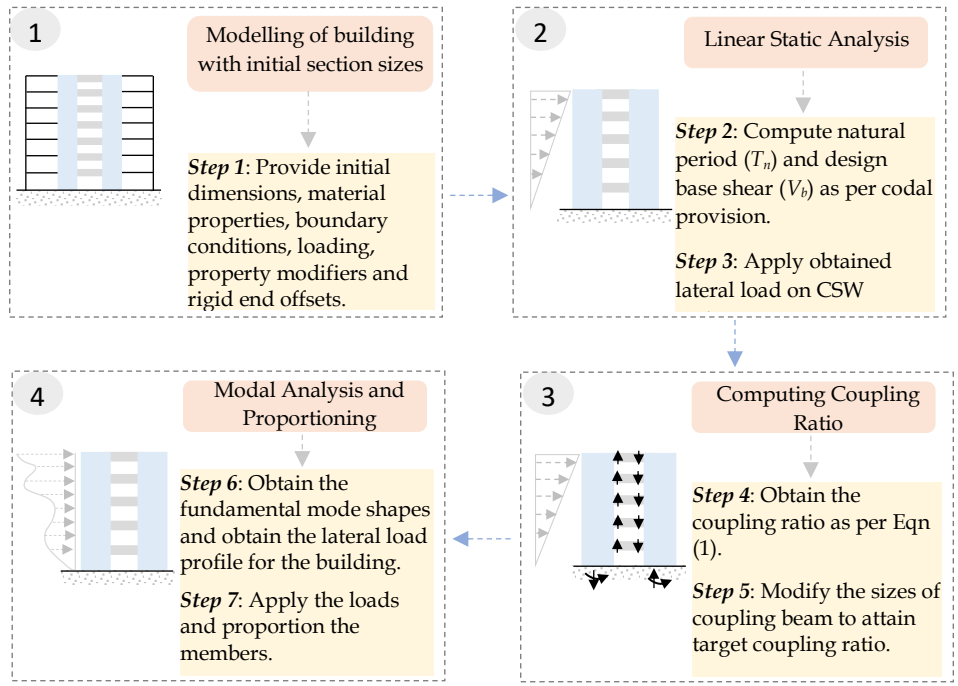 1
Modelling of building
with initial section sizes
Step 1: Provide initial
dimensions, material
properties, boundary
conditions, loading,
property modifiers and
rigid end offsets.
2
Linear Static Analysis
Step 2: Compute natural
period (Tn) and design
base shear (Vb) as per codal
provision.
Step 3: Apply obtained
lateral load on CSW
3
Computing Coupling
Ratio
Step 4: Obtain the
coupling ratio as per Eqn
(1).
Step 5: Modify the sizes of
coupling beam to attain
target coupling ratio.
4
Modal Analysis and
Proportioning
Step 6: Obtain the
fundamental mode shapes
and obtain the lateral load
profile for the building.
Step 7: Apply the loads
and proportion the
members.